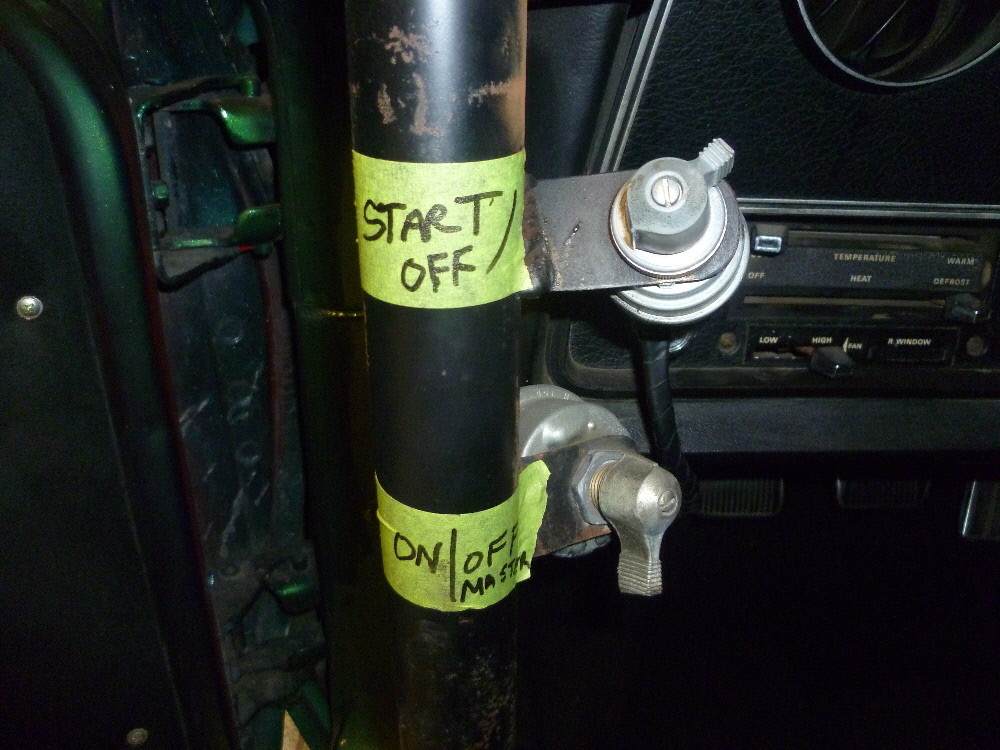 START/
OFF
ON/OFF
MASTER
TEMPERATURE WARM
OFF HEAT DEFROST
LOW HIGH FAN R.WINDOW